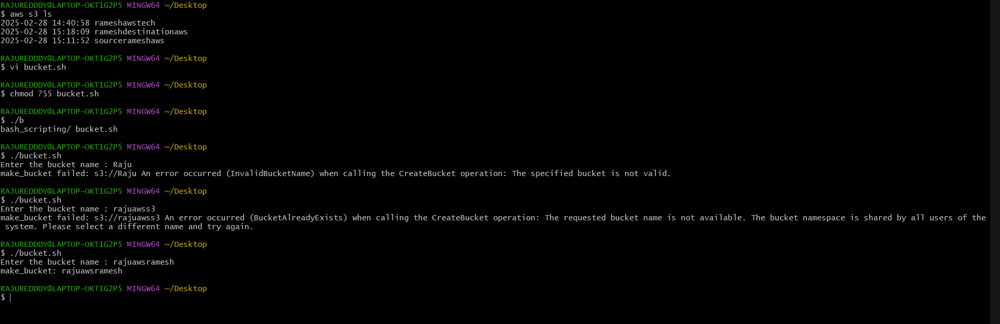 RAJUREDDDY@LAPTOP-OKT1G2P5 MINGW64 ~/Desktop
$ aws s3 ls
2025-02-28 14:40:58 rameshawstech
2025-02-28 15:18:09 rameshdestinationaws
2025-02-28 15:11:52 sourcerameshaws
RAJUREDDDY@LAPTOP-OKT1G2P5 MINGW64 ~/Desktop
$ vi bucket.sh
RAJUREDDDY@LAPTOP-OKT1G2P5 MINGW64 ~/Desktop
$ chmod 755 bucket.sh
RAJUREDDDY@LAPTOP-OKT1G2P5 MINGW64 ~/Desktop
$ ./b
bash_scripting/ bucket.sh
RAJUREDDDY@LAPTOP-OKT1G2P5 MINGW64 ~/Desktop
$ ./bucket.sh
Enter the bucket name : Raju
make_bucket failed: s3://Raju An error occurred (InvalidBucketName) when calling the CreateBucket operation: The specified bucket is not valid.
RAJUREDDDY@LAPTOP-OKT1G2P5 MINGW64 ~/Desktop
$ ./bucket.sh
Enter the bucket name : rajuawss3
make_bucket failed: s3://rajuawss3 An error occurred (BucketAlreadyExists) when calling the CreateBucket operation: The requested bucket name is not available. The bucket namespace is shared by all users of the
system. Please select a different name and try again.
RAJUREDDDY@LAPTOP-OKT1G2P5 MINGW64 ~/Desktop
$ ./bucket.sh
Enter the bucket name : rajuawsramesh
make_bucket: rajuawsramesh
RAJUREDDDY@LAPTOP-OKT1G2P5 MINGW64 ~/Desktop
$